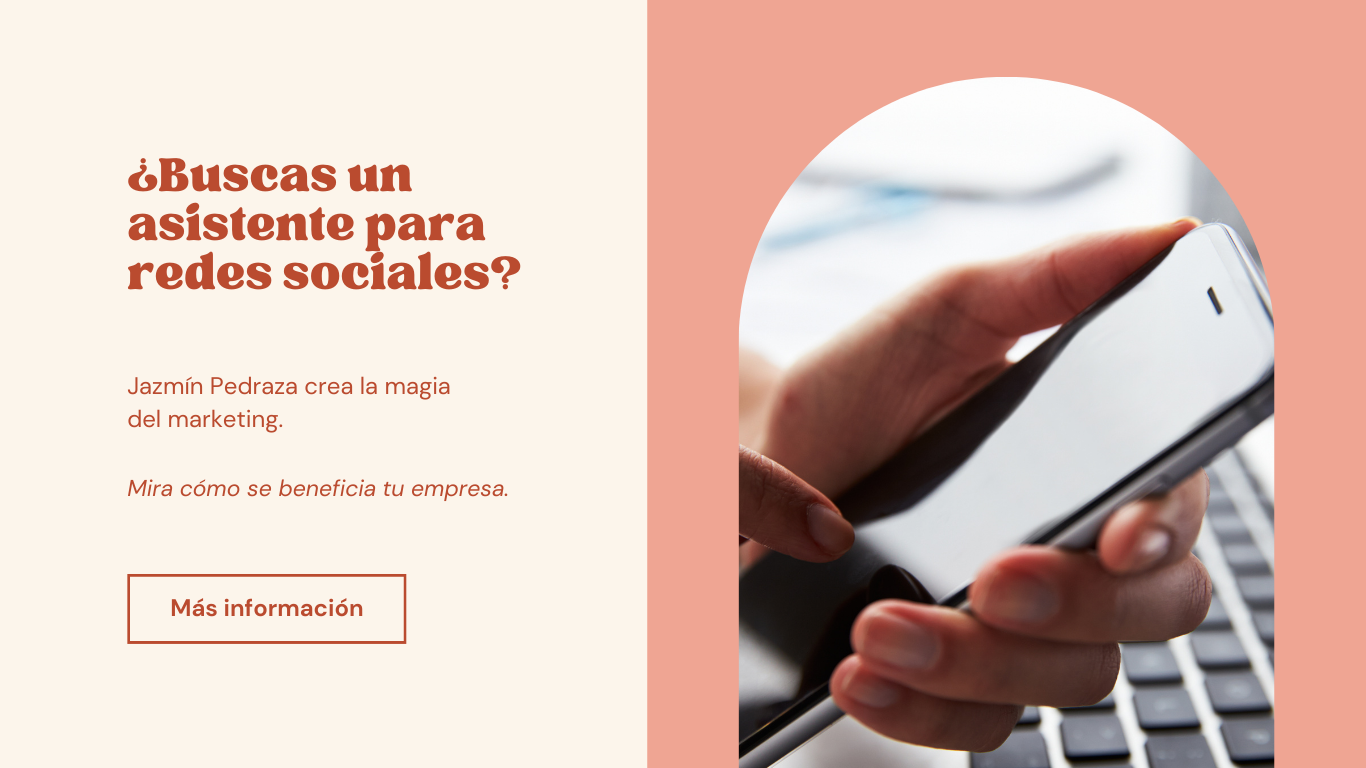 ¿Buscas un
asistente para
redes sociales?
Jazmín Pedraza crea la magia
del marketing.
Mira cómo se beneficia tu empresa.
Más información